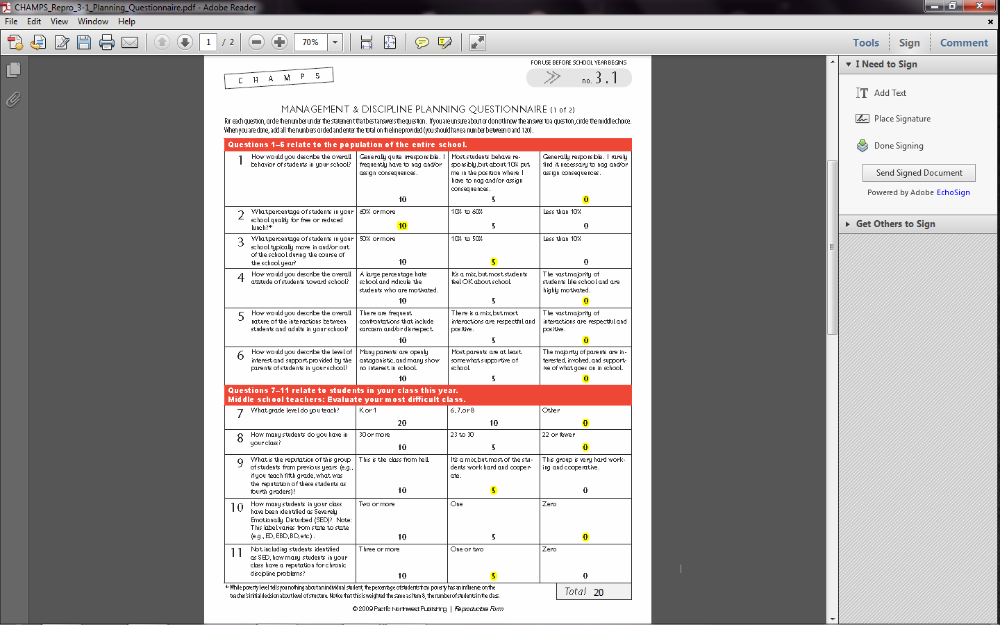 CHAMPS_Repro_3-1_Planning_Questionnaire.pdf - Adobe Reader
File Edit View Window Help
1 / 2 70%
Tools Sign Comment
I Need to Sign
Add Text
Place Signature
Done Signing
Send Signed Document
Powered by Adobe EchoSign
Get Others to Sign
FOR USE BEFORE SCHOOL YEAR BEGINS
C H A M P S
no. 3.1
MANAGEMENT & DISCIPLINE PLANNING QUESTIONNAIRE (1 of 2)
For each question, circle the number under the statement that best answers the question. If you are unsure about or do not know the answer to a question, circle the middle choice.
When you are done, add all the numbers circled and enter the total on the line provided (you should have a number between 0 and 120).
Questions 1–6 relate to the population of the entire school.
1
How would you describe the overall
behavior of students in your school?
Generally quite irresponsible. I
frequently have to nag and/or
assign consequences.
10
Most students behave re-
sponsibly, but about 10% put
me in the position where I
have to nag and/or assign
consequences.
5
Generally responsible. I rarely
find it necessary to nag and/or
assign consequences.
0
2
What percentage of students in your
school qualify for free or reduced
lunch?*
60% or more
10
10% to 60%
5
Less than 10%
0
3
What percentage of students in your
school typically move in and/or out
of the school during the course of
the school year?
50% or more
10
10% to 50%
5
Less than 10%
0
4
How would you describe the overall
attitude of students toward school?
A large percentage hate
school and ridicule the
students who are motivated.
10
It's a mix, but most students
feel OK about school.
5
The vast majority of
students like school and are
highly motivated.
0
5
How would you describe the overall
nature of the interactions between
students and adults in your school?
There are frequent
confrontations that include
sarcasm and/or disrespect.
10
There is a mix, but most
interactions are respectful and
positive.
5
The vast majority of
interactions are respectful and
positive.
0
6
How would you describe the level of
interest and support provided by the
parents of students in your school?
Many parents are openly
antagonistic, and many show
no interest in school.
10
Most parents are at least
somewhat supportive of
school.
5
The majority of parents are in-
terested, involved, and support-
ive of what goes on in school.
0
Questions 7–11 relate to students in your class this year.
Middle school teachers: Evaluate your most difficult class.
7
What grade level do you teach?
K or 1
20
6, 7, or 8
10
Other
0
8
How many students do you have in
your class?
30 or more
10
23 to 30
5
22 or fewer
0
9
What is the reputation of this group
of students from previous years (e.g.,
if you teach fifth grade, what was
the reputation of these students as
fourth graders)?
This is the class from hell.
10
It's a mix, but most of the stu-
dents work hard and cooper-
ate.
5
This group is very hard work-
ing and cooperative.
0
10
How many students in your class
have been identified as Severely
Emotionally Disturbed (SED)? Note:
This label varies from state to state
(e.g., ED, EBD, BD, etc.).
Two or more
10
One
5
Zero
0
11
Not including students identified
as SED, how many students in your
class have a reputation for chronic
discipline problems?
Three or more
10
One or two
5
Zero
0
* While poverty level tells you nothing about an individual student, the percentage of students from poverty has an influence on the
teacher's initial decision about level of structure. Notice that this is weighted the same as Item 8, the number of students in the class.
Total 20
© 2009 Pacific Northwest Publishing | Reproducible Form